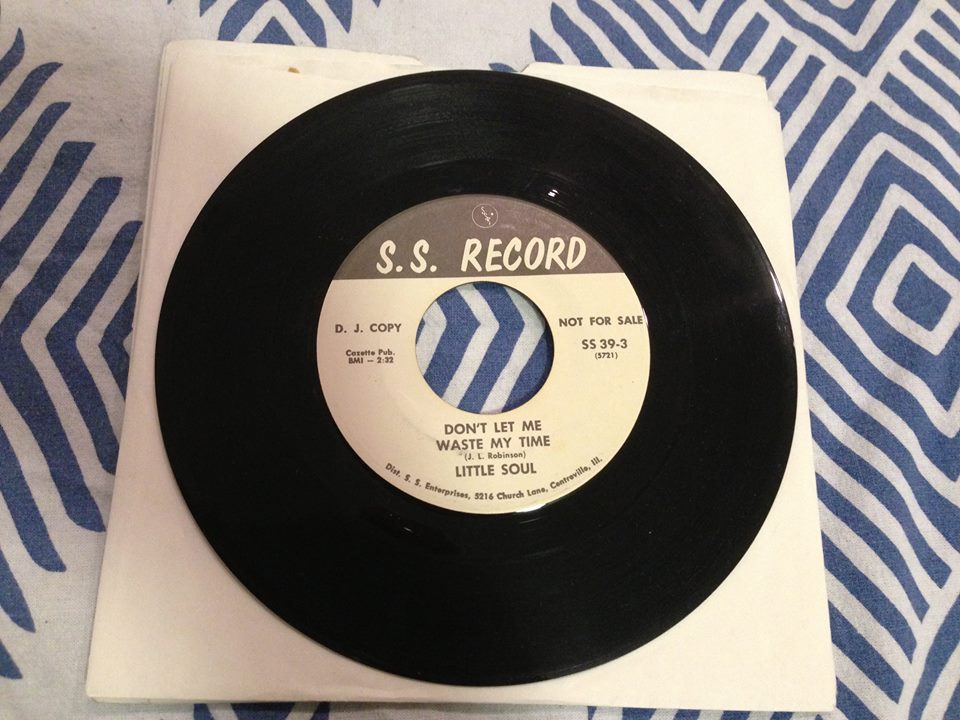 S.S. RECORD
D. J. COPY
NOT FOR SALE
Cazette Pub.
BMI — 2:32
SS 39-3
(5721)
DON'T LET ME
WASTE MY TIME
(J. L. Robinson)
LITTLE SOUL
Dist. S. S. Enterprises, 5216 Church Lane, Centreville, Ill.